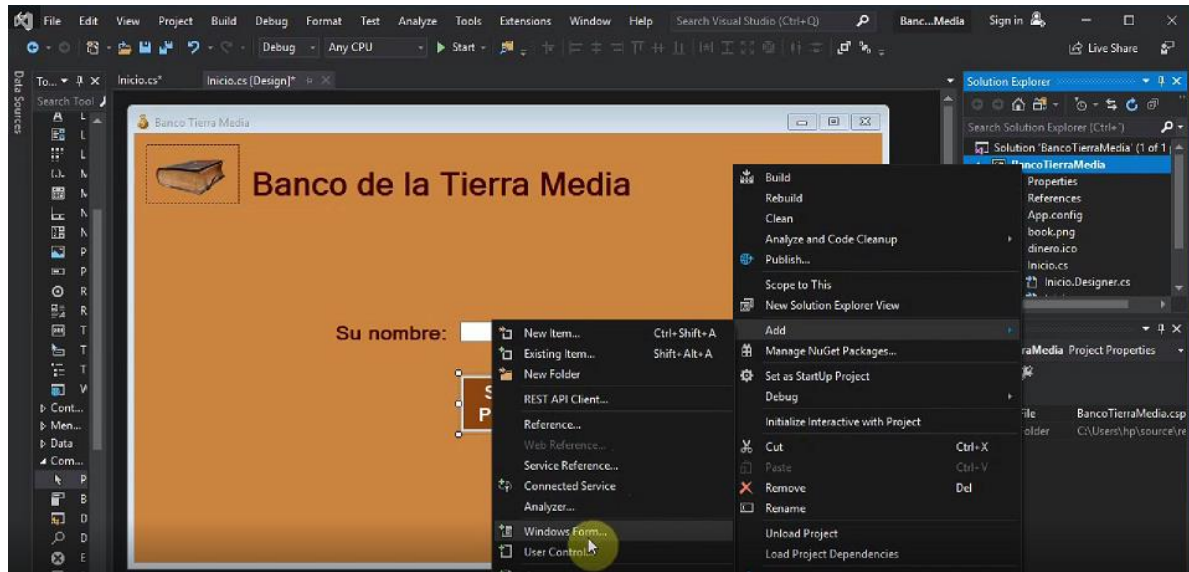 File Edit View Project Build Debug Format Test Analyze Tools Extensions Window Help Search Visual Studio (Ctrl+Q) Banc...Media Sign in
Debug Any CPU Start Live Share
Data Sources
To...
Search Tool
Inicio.cs* Inicio.cs [Design]*
A L
L
L
N
N
N
N
P
P
R
R
T
T
T
W
Cont...
Men...
Data
Com...
P
B
D
D
E
Banco Tierra Media
Banco de la Tierra Media
Su nombre:
S
P
New Item... Ctrl+Shift+A
Existing Item... Shift+Alt+A
New Folder
REST API Client...
Reference...
Web Reference...
Service Reference...
Connected Service
Analyzer...
Windows Form...
User Control...
Build
Rebuild
Clean
Analyze and Code Cleanup
Publish...
Scope to This
New Solution Explorer View
Add
Manage NuGet Packages...
Set as StartUp Project
Debug
Initialize Interactive with Project
Cut Ctrl+X
Paste Ctrl+V
Remove Del
Rename
Unload Project
Load Project Dependencies
Solution Explorer
Search Solution Explorer (Ctrl+')
Solution 'BancoTierraMedia' (1 of 1
BancoTierraMedia
Properties
References
App.config
book.png
dinero.ico
Inicio.cs
Inicio.Designer.cs
raMedia Project Properties
File BancoTierraMedia.csp
older C:\Users\hp\source\re